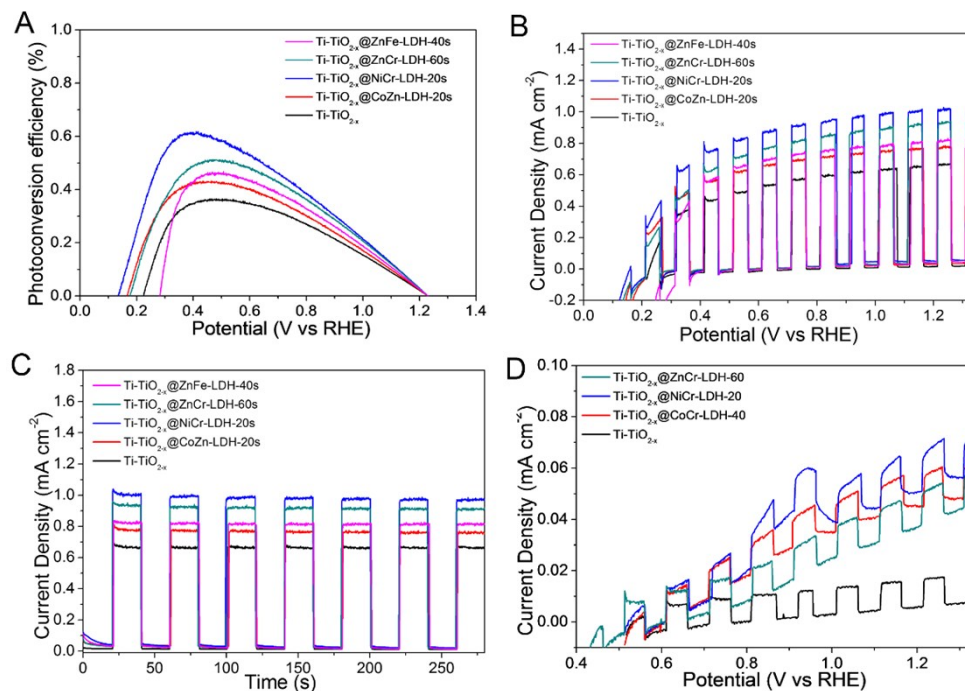 A
Photoconversion efficiency (%)
1.0
0.8
0.6
0.4
0.2
0.0
Ti-TiO2-x@ZnFe-LDH-40s
Ti-TiO2-x@ZnCr-LDH-60s
Ti-TiO2-x@NiCr-LDH-20s
Ti-TiO2-x@CoZn-LDH-20s
Ti-TiO2-x
0.0 0.2 0.4 0.6 0.8 1.0 1.2 1.4
Potential (V vs RHE)
B
Current Density (mA cm-2)
1.4
1.2
1.0
0.8
0.6
0.4
0.2
0.0
-0.2
Ti-TiO2-x@ZnFe-LDH-40s
Ti-TiO2-x@ZnCr-LDH-60s
Ti-TiO2-x@NiCr-LDH-20s
Ti-TiO2-x@CoZn-LDH-20s
Ti-TiO2-x
0.0 0.2 0.4 0.6 0.8 1.0 1.2
Potential (V vs RHE)
C
Current Density (mA cm-2)
1.8
1.6
1.4
1.2
1.0
0.8
0.6
0.4
0.2
0.0
Ti-TiO2-x@ZnFe-LDH-40s
Ti-TiO2-x@ZnCr-LDH-60s
Ti-TiO2-x@NiCr-LDH-20s
Ti-TiO2-x@CoZn-LDH-20s
Ti-TiO2-x
0 50 100 150 200 250
Time (s)
D
Current Density (mA cm-2)
0.10
0.08
0.06
0.04
0.02
0.00
Ti-TiO2-x@ZnCr-LDH-60
Ti-TiO2-x@NiCr-LDH-20
Ti-TiO2-x@CoCr-LDH-40
Ti-TiO2-x
0.4 0.6 0.8 1.0 1.2
Potential (V vs RHE)